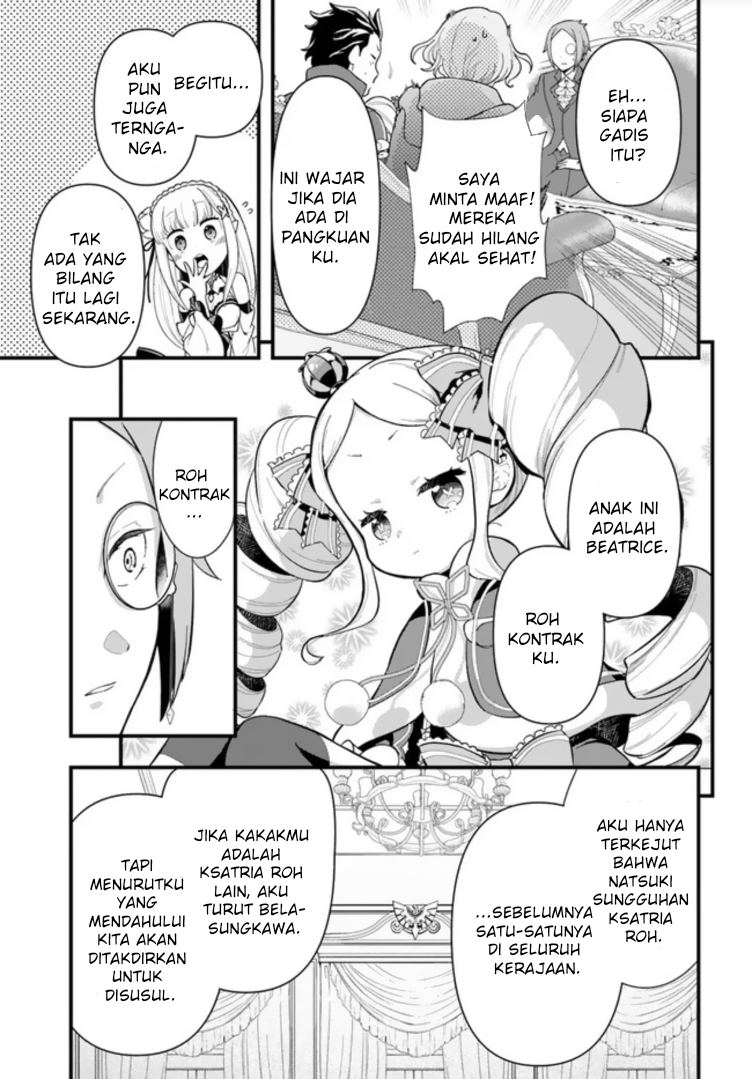 EH...
SIAPA
GADIS
ITU?
SAYA
MINTA MAAF!
MEREKA
SUDAH HILANG
AKAL SEHAT!
INI WAJAR
JIKA DIA
ADA DI
PANGKUAN
KU.
BEGITU...
AKU
PUN
JUGA
TERNGA-
NGA.
TAK
ADA YANG
BILANG
ITU LAGI
SEKARANG.
ANAK INI
ADALAH
BEATRICE.
ROH
KONTRAK
KU.
ROH
KONTRAK
...
AKU HANYA
TERKEJUT
BAHWA
NATSUKI
SUNGGUHAN
KSATRIA
ROH.
...SEBELUMNYA
SATU-SATUNYA
DI SELURUH
KERAJAAN.
JIKA KAKAKMU
ADALAH
KSATRIA ROH
LAIN, AKU
TURUT BELA-
SUNGKAWA.
TAPI
MENURUTKU
YANG
MENDAHULUI
KITA AKAN
DITAKDIRKAN
UNTUK
DISUSUL.